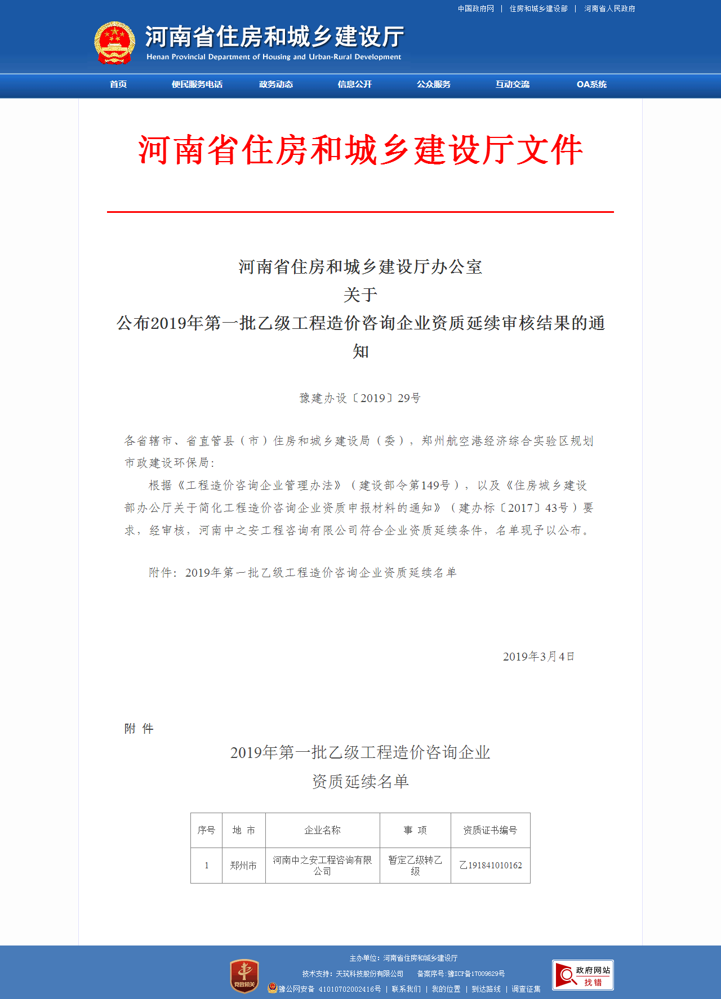 中国政府网 | 住房和城乡建设部 | 河南省人民政府
河南省住房和城乡建设厅
Henan Provincial Department of Housing and Urban-Rural Development
首页 便民服务电话 政务动态 信息公开 公众服务 互动交流 OA系统
河南省住房和城乡建设厅文件
河南省住房和城乡建设厅办公室
关于
公布2019年第一批乙级工程造价咨询企业资质延续审核结果的通
知
豫建办设〔2019〕29号
各省辖市、省直管县（市）住房和城乡建设局（委），郑州航空港经济综合实验区规划
市政建设环保局：
根据《工程造价咨询企业管理办法》（建设部令第149号），以及《住房城乡建设
部办公厅关于简化工程造价咨询企业资质申报材料的通知》（建办标〔2017〕43号）要
求，经审核，河南中之安工程咨询有限公司符合企业资质延续条件，名单现予以公布。
附件：2019年第一批乙级工程造价咨询企业资质延续名单
2019年3月4日
附 件
2019年第一批乙级工程造价咨询企业
资质延续名单
序号 地 市 企业名称 事 项 资质证书编号
1 郑州市 河南中之安工程咨询有限公司 暂定乙级转乙级 乙191841010162
主办单位：河南省住房和城乡建设厅
技术支持：天筑科技股份有限公司 备案序号:豫ICP备17009629号
豫公网安备 41010702002416号 | 联系我们 | 我的位置 | 到达路线 | 调查征集
党政机关
政府网站
找错